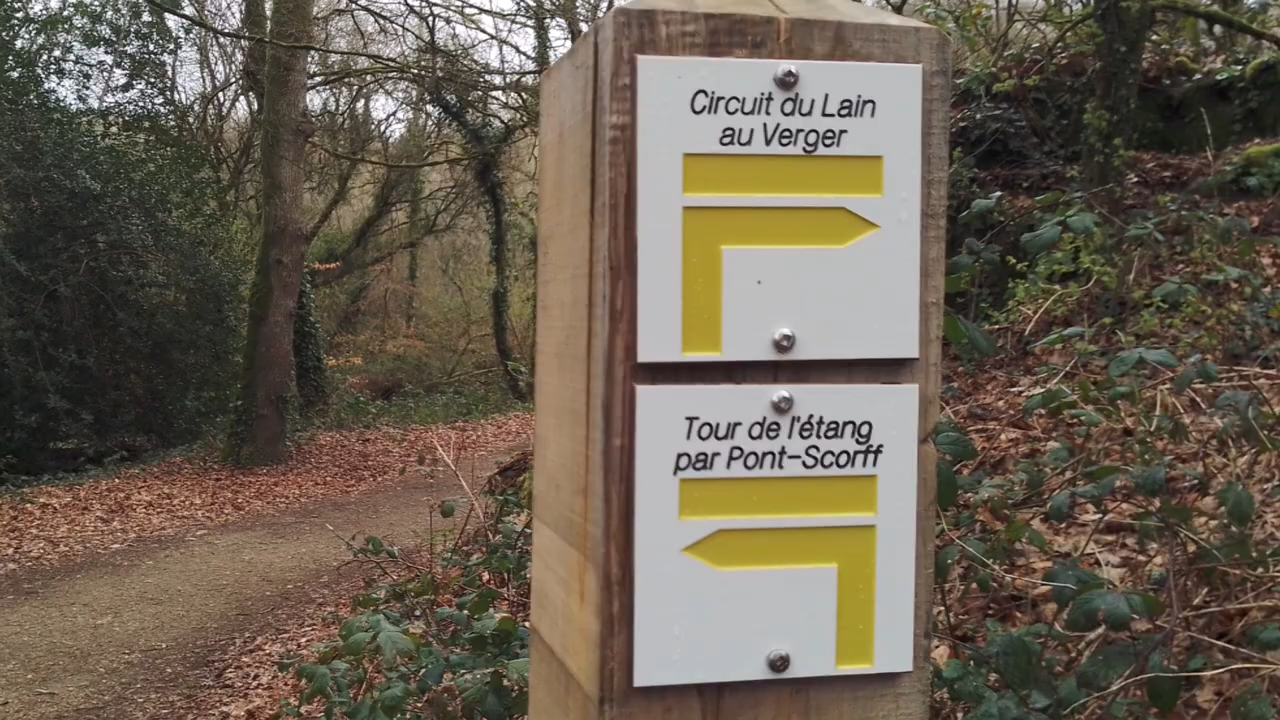 Circuit du Lain
au Verger
Tour de l'étang
par Pont-Scorff